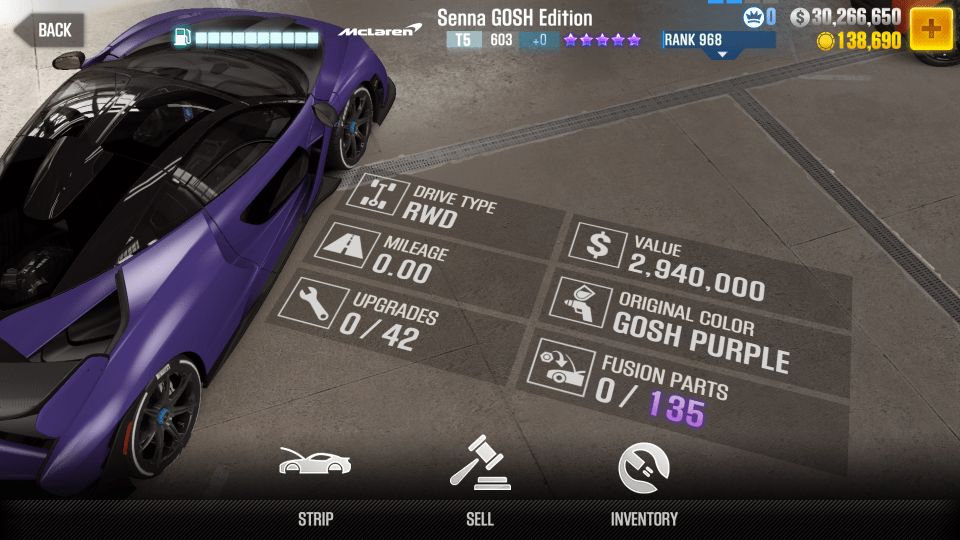 BACK
McLaren
Senna GOSH Edition
T5 603 +0
RANK 968
0
30,266,650
138,690
DRIVE TYPE
RWD
MILEAGE
0.00
UPGRADES
0 / 42
VALUE
2,940,000
ORIGINAL COLOR
GOSH PURPLE
FUSION PARTS
0 / 135
STRIP
SELL
INVENTORY